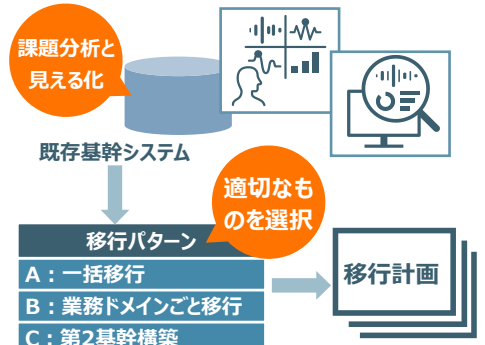 課題分析と
見える化
既存基幹システム
適切なも
のを選択
移行パターン
A：一括移行
B：業務ドメインごと移行
C：第2基幹構築
移行計画